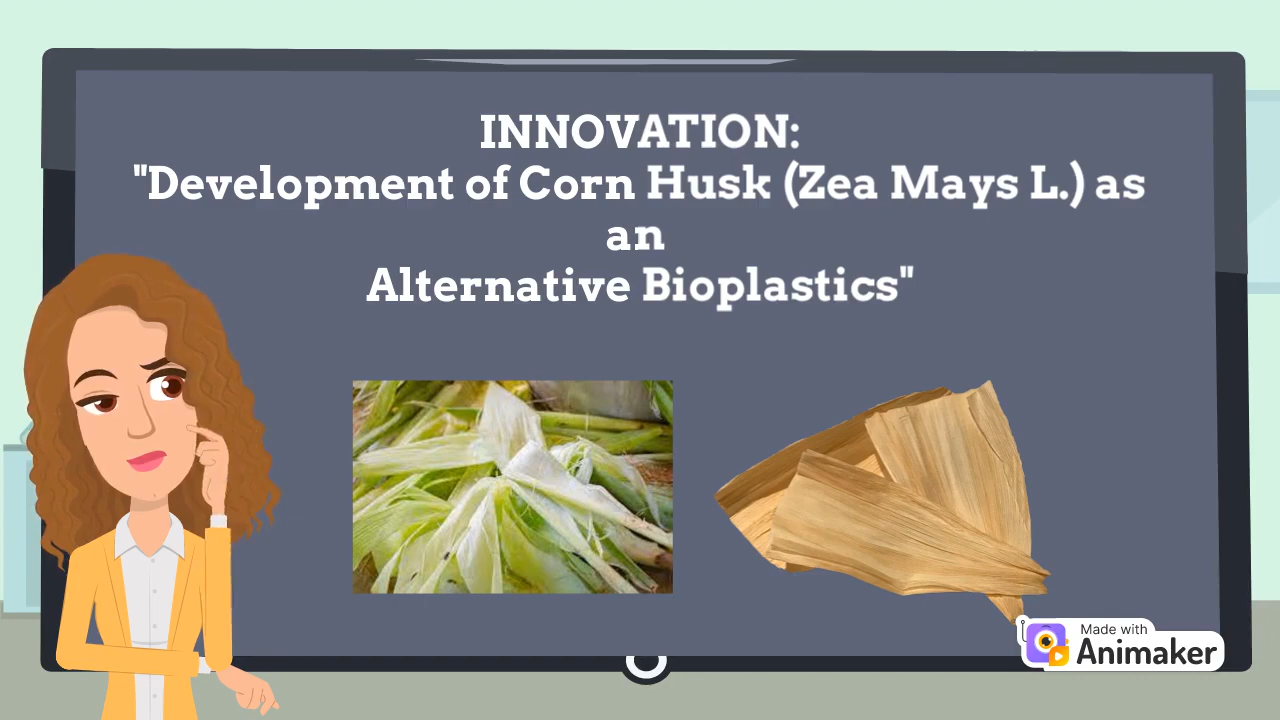 INNOVATION:
"Development of Corn Husk (Zea Mays L.) as
an
Alternative Bioplastics"
Made with
Animaker